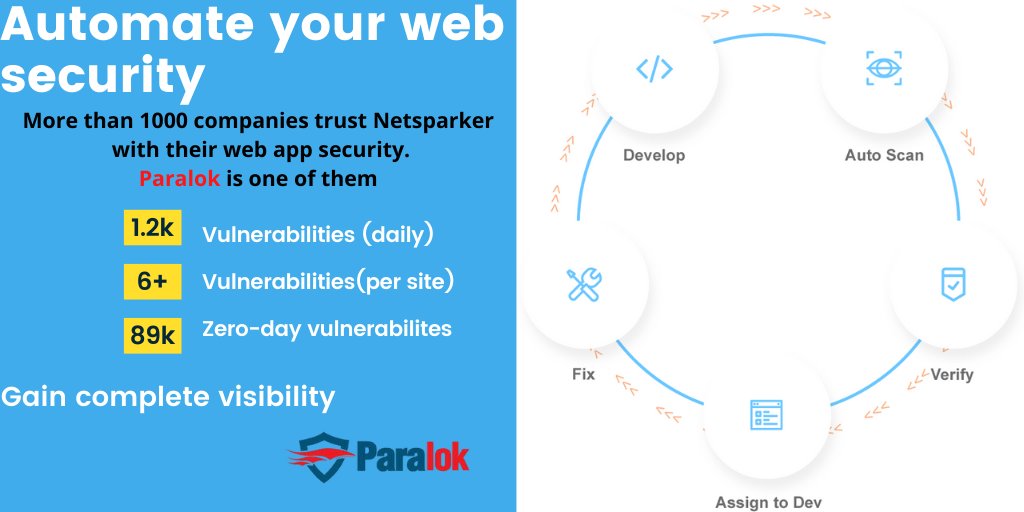 Automate your web
security
More than 1000 companies trust Netsparker
with their web app security.
Paralok is one of them
1.2k Vulnerabilities (daily)
6+ Vulnerabilities(per site)
89k Zero-day vulnerabilites
Gain complete visibility
Paralok
Develop
Auto Scan
Verify
Assign to Dev
Fix